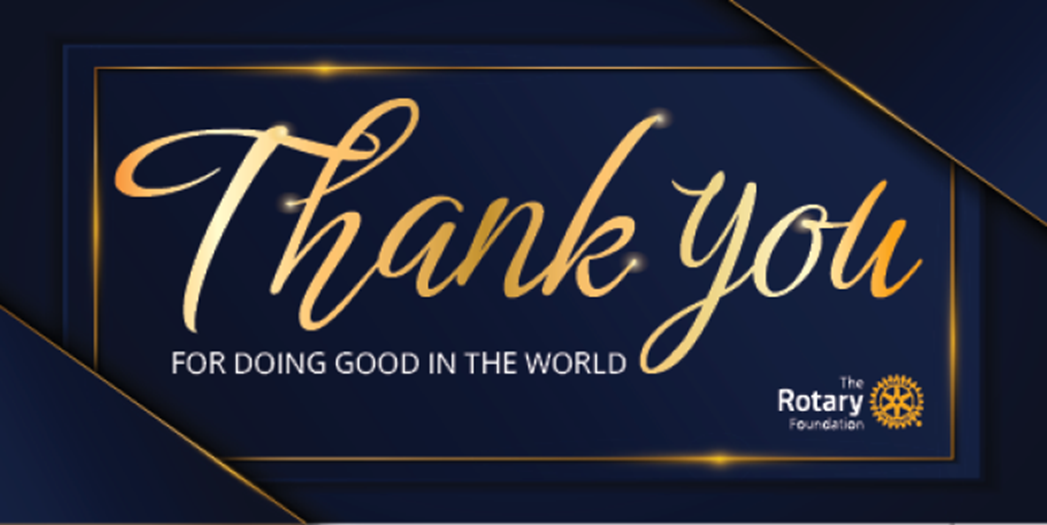 Thank you
FOR DOING GOOD IN THE WORLD
The
Rotary
Foundation